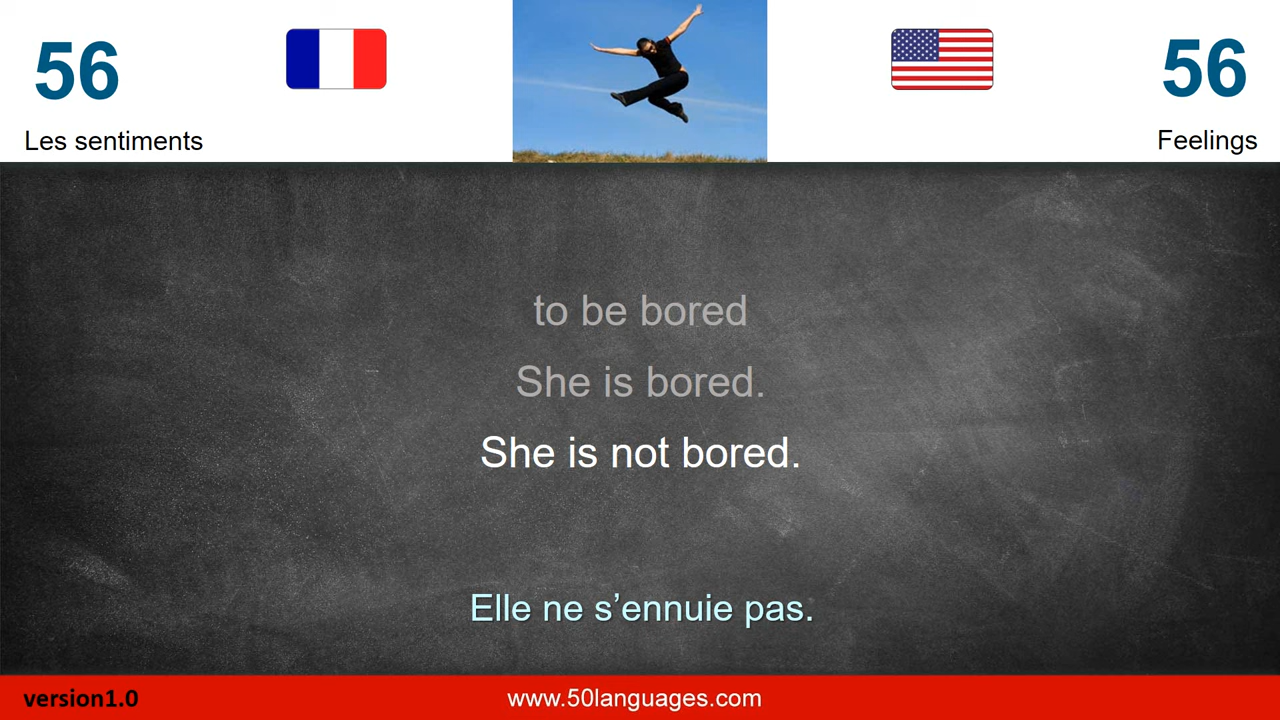 56
56
Les sentiments
Feelings
to be bored
She is bored.
She is not bored.
Elle ne s’ennuie pas.
version1.0
www.50languages.com